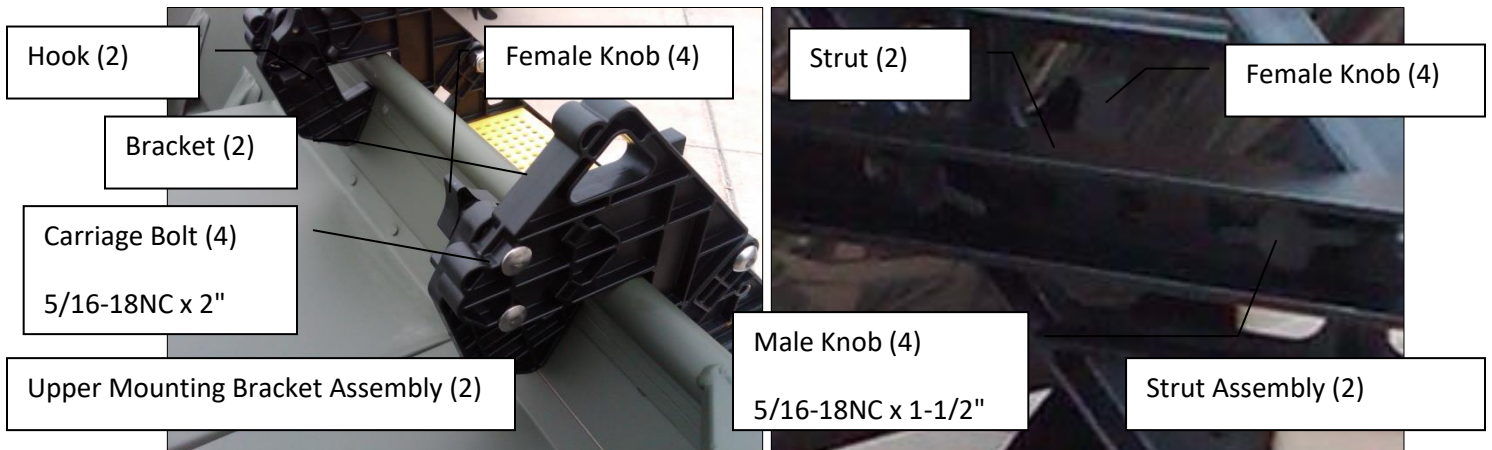 Hook (2)
Female Knob (4)
Bracket (2)
Carriage Bolt (4)
5/16-18NC x 2"
Upper Mounting Bracket Assembly (2)
Strut (2)
Female Knob (4)
Male Knob (4)
5/16-18NC x 1-1/2"
Strut Assembly (2)